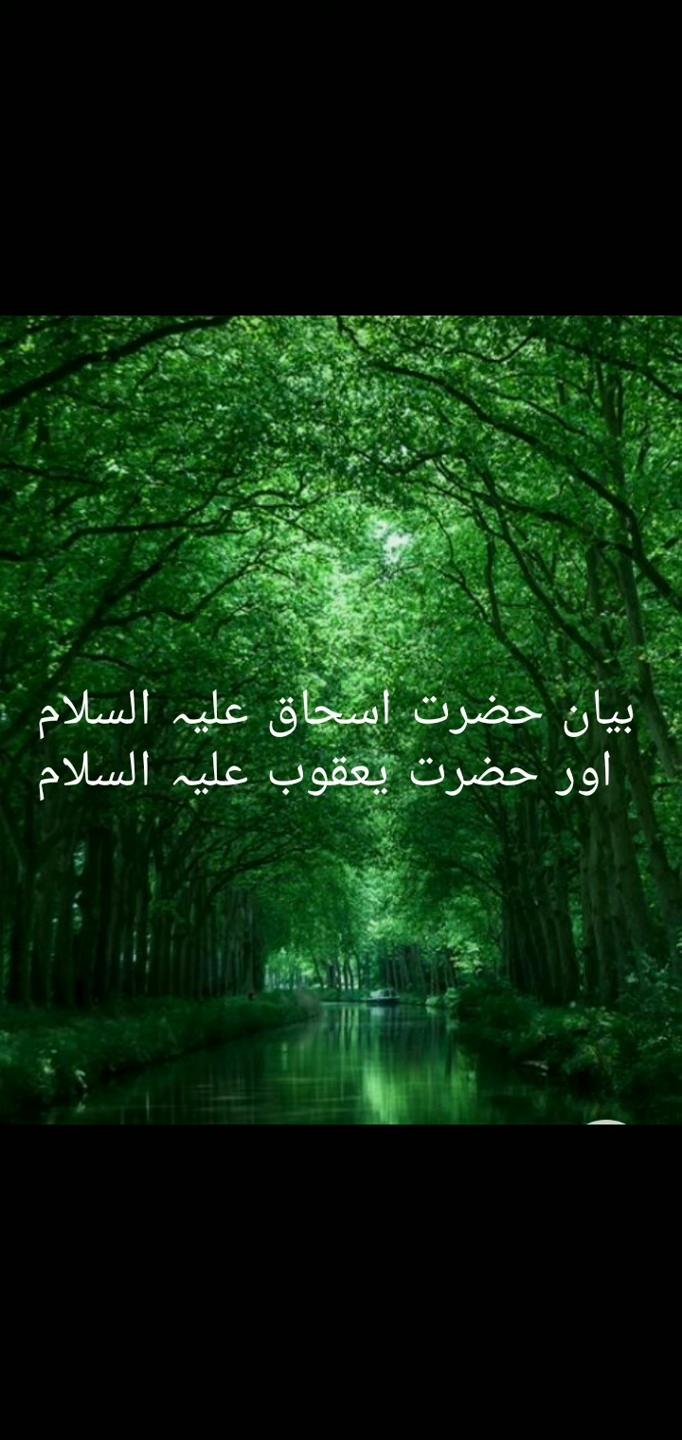 بیان حضرت اسحاق علیہ السلام
اور حضرت یعقوب علیہ السلام